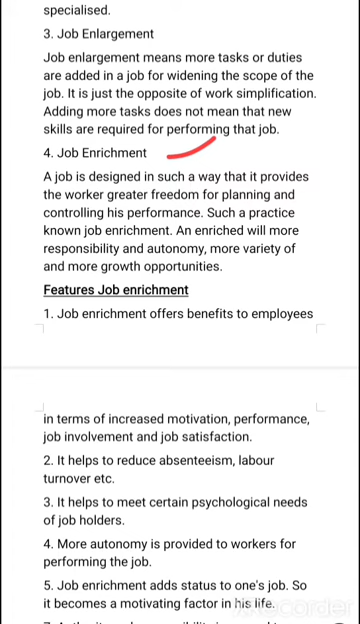 specialised.
3. Job Enlargement
Job enlargement means more tasks or duties
are added in a job for widening the scope of the
job. It is just the opposite of work simplification.
Adding more tasks does not mean that new
skills are required for performing that job.
4. Job Enrichment
A job is designed in such a way that it provides
the worker greater freedom for planning and
controlling his performance. Such a practice
known job enrichment. An enriched will more
responsibility and autonomy, more variety of
and more growth opportunities.
Features Job enrichment
1. Job enrichment offers benefits to employees
in terms of increased motivation, performance,
job involvement and job satisfaction.
2. It helps to reduce absenteeism, labour
turnover etc.
3. It helps to meet certain psychological needs
of job holders.
4. More autonomy is provided to workers for
performing the job.
5. Job enrichment adds status to one's job. So
it becomes a motivating factor in his life.